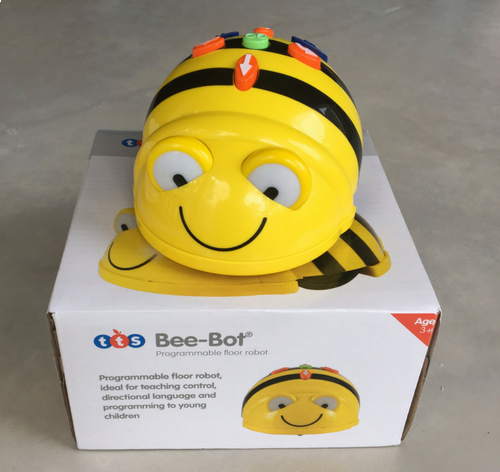 tts Bee-Bot®
Programmable floor robot
Age
3+
Programmable floor robot,
ideal for teaching control,
directional language and
programming to young
children